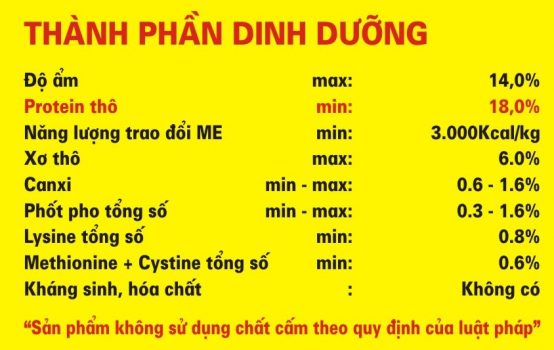 THÀNH PHẦN DINH DƯỠNG
Độ ẩm max: 14,0%
Protein thô min: 18,0%
Năng lượng trao đổi ME min: 3.000Kcal/kg
Xơ thô max: 6.0%
Canxi min - max: 0.6 - 1.6%
Phốt pho tổng số min - max: 0.3 - 1.6%
Lysine tổng số min: 0.8%
Methionine + Cystine tổng số min: 0.6%
Kháng sinh, hóa chất : Không có
“Sản phẩm không sử dụng chất cấm theo quy định của luật pháp”